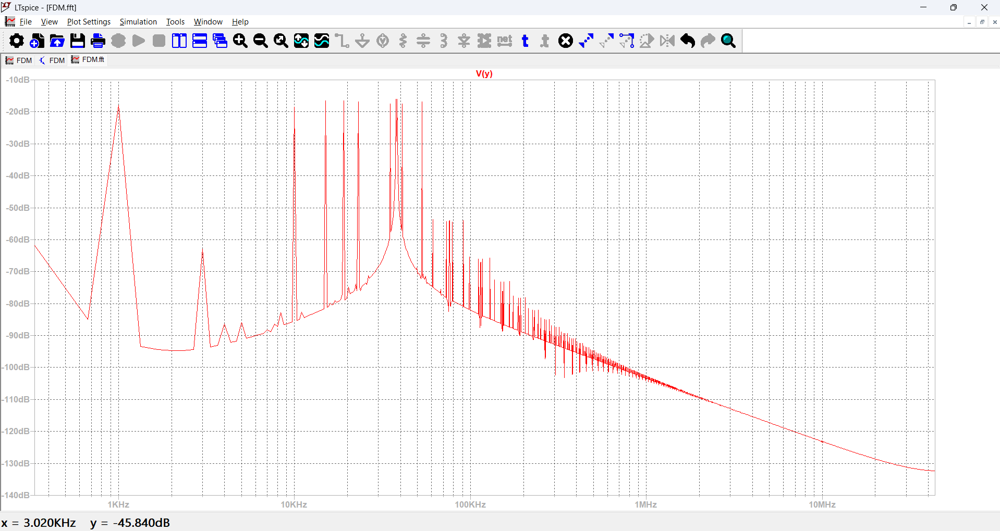 LTspice - [FDM.fft]
File View Plot Settings Simulation Tools Window Help
net t .t
FDM FDM FDM.fft
V(y)
-10dB
-20dB
-30dB
-40dB
-50dB
-60dB
-70dB
-80dB
-90dB
-100dB
-110dB
-120dB
-130dB
-140dB
1KHz 10KHz 100KHz 1MHz 10MHz
x = 3.020KHz y = -45.840dB